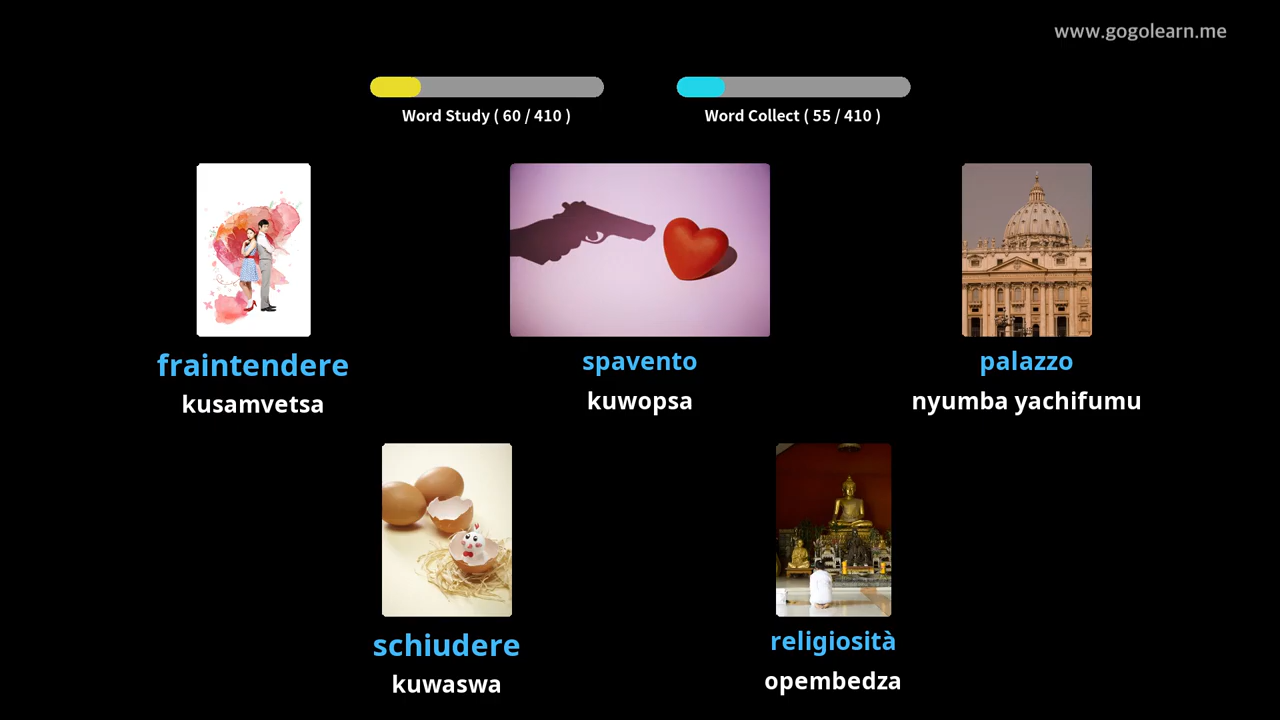 www.gogolearn.me
Word Study ( 60 / 410 )
Word Collect ( 55 / 410 )
fraintendere
kusamvetsa
spavento
kuwopsa
palazzo
nyumba yachifumu
schiudere
kuwaswa
religiosità
opembedza